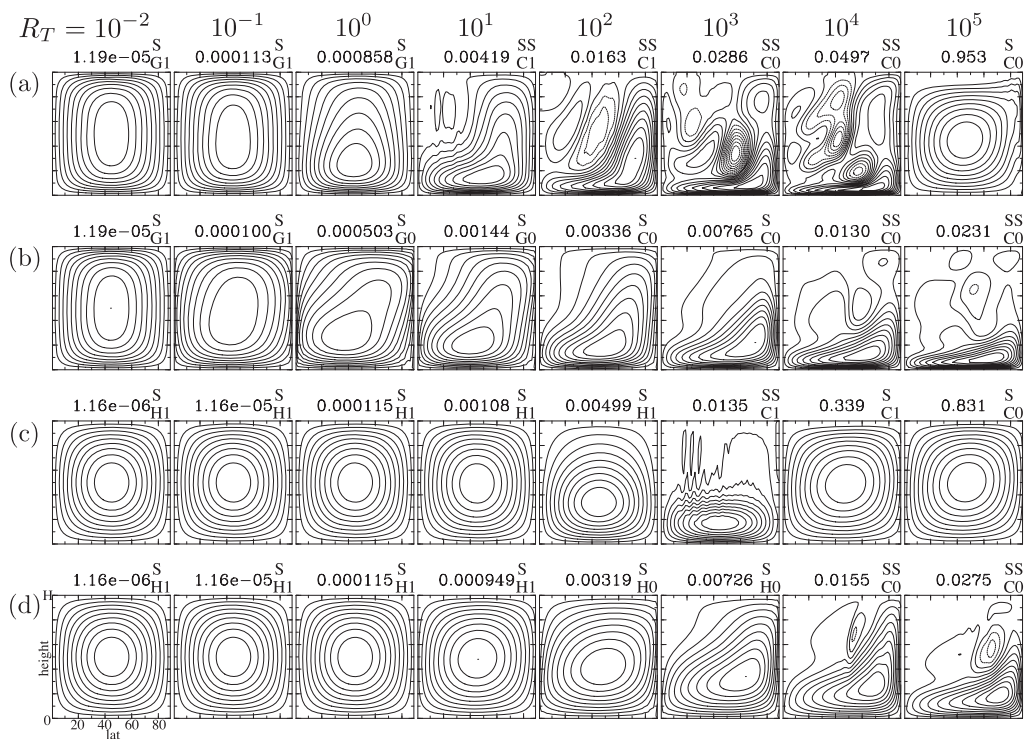 R_T = 10^{-2} 10^{-1} 10^0 10^1 10^2 10^3 10^4 10^5
S S S SS SS SS SS S
1.19e-05 G1 0.000113 G1 0.000858 G1 0.00419 C1 0.0163 C1 0.0286 C0 0.0497 C0 0.953 C0
(a)
S S S S S S SS SS
1.19e-05 G1 0.000100 G1 0.000503 G0 0.00144 G0 0.00336 C0 0.00765 C0 0.0130 C0 0.0231 C0
(b)
S S S S S SS S S
1.16e-06 H1 1.16e-05 H1 0.000115 H1 0.00108 H1 0.00499 H1 0.0135 C1 0.339 C1 0.831 C0
(c)
S S S S S S SS SS
1.16e-06 H1 1.16e-05 H1 0.000115 H1 0.000949 H1 0.00319 H0 0.00726 H0 0.0155 C0 0.0275 C0
(d)
H
height
0
20 40 60 80
lat